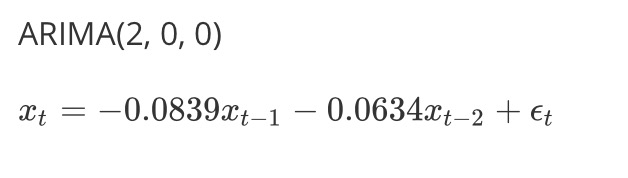 ARIMA(2, 0, 0)
xₜ = −0.0839xₜ₋₁ − 0.0634xₜ₋₂ + ϵₜ